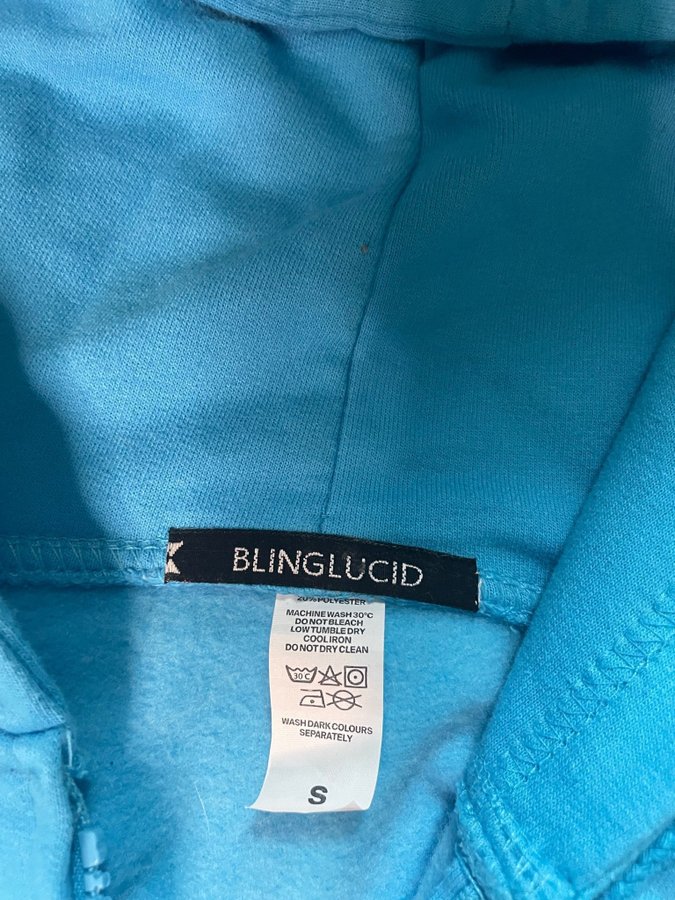 BLINGLUCID
20% POLYESTER
MACHINE WASH 30°C
DO NOT BLEACH
LOW TUMBLE DRY
COOL IRON
DO NOT DRY CLEAN
30 C
WASH DARK COLOURS
SEPARATELY
S